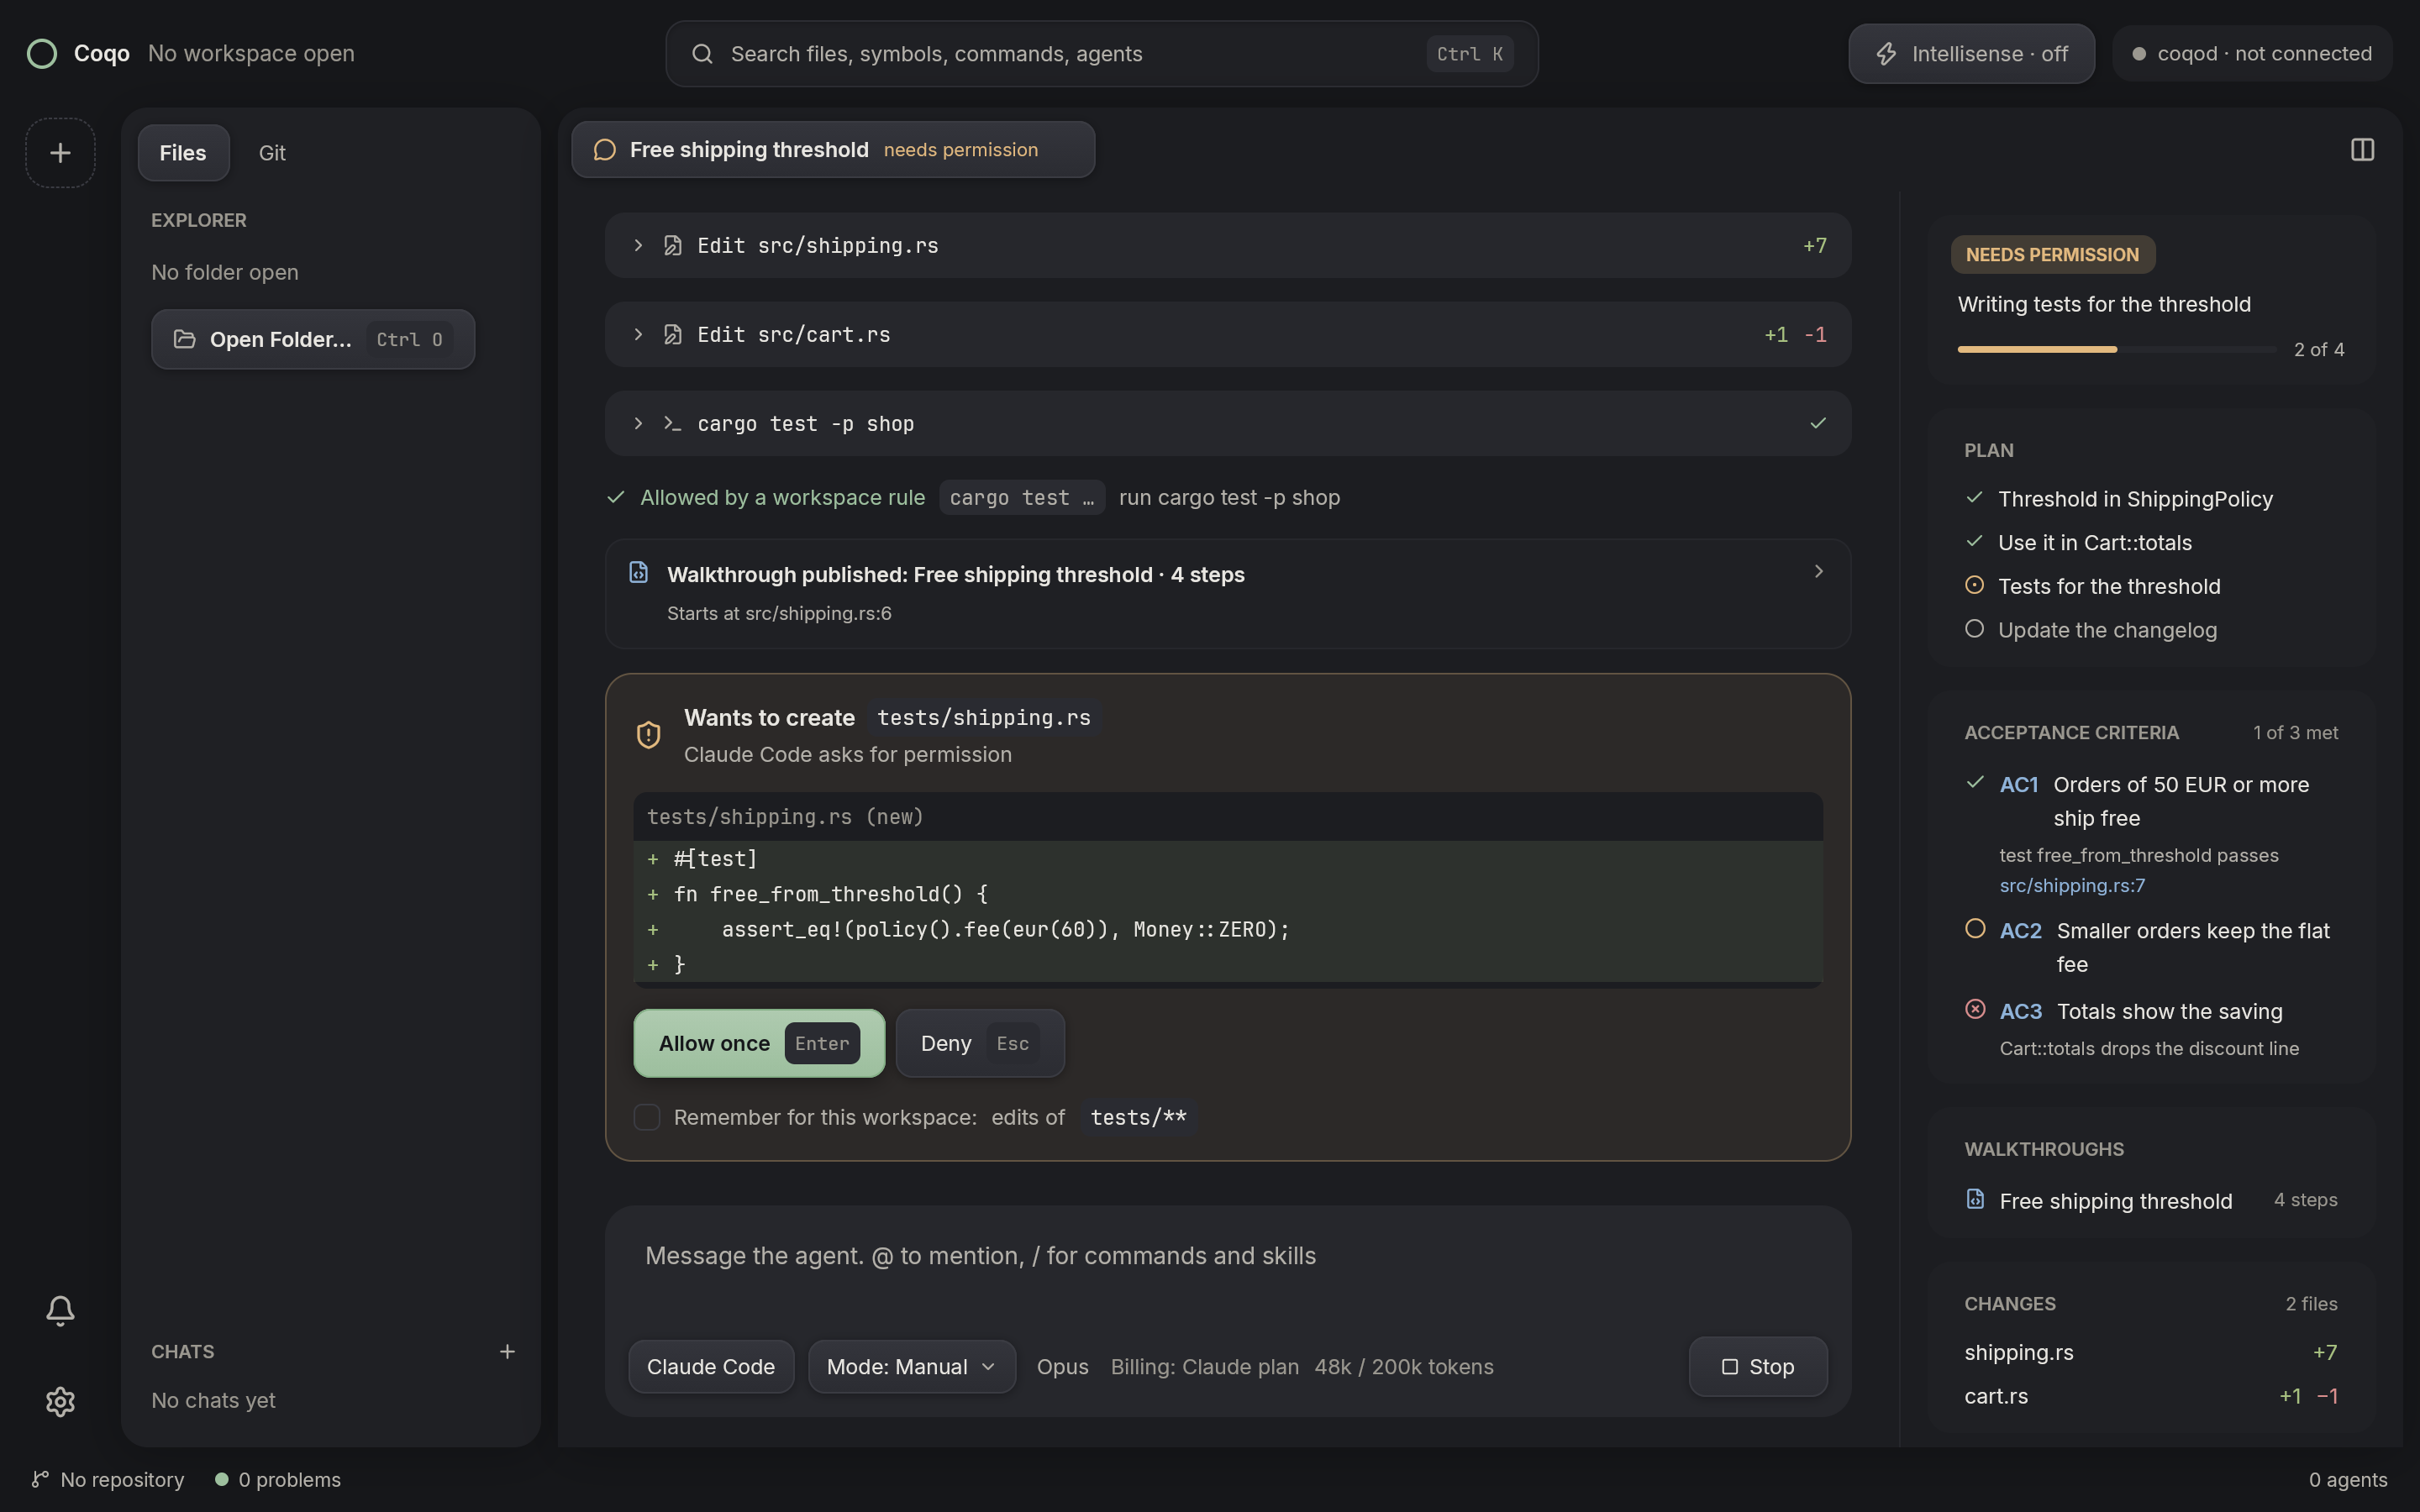 Coqo No workspace open
Search files, symbols, commands, agents Ctrl K
Intellisense · off
coqod · not connected
Files Git
EXPLORER
No folder open
Open Folder... Ctrl O
CHATS
No chats yet
Free shipping threshold needs permission
Edit src/shipping.rs +7
Edit src/cart.rs +1 -1
cargo test -p shop
Allowed by a workspace rule cargo test … run cargo test -p shop
Walkthrough published: Free shipping threshold · 4 steps
Starts at src/shipping.rs:6
Wants to create tests/shipping.rs
Claude Code asks for permission
tests/shipping.rs (new)
+ #[test]
+ fn free_from_threshold() {
+ assert_eq!(policy().fee(eur(60)), Money::ZERO);
+ }
Allow once Enter Deny Esc
Remember for this workspace: edits of tests/**
Message the agent. @ to mention, / for commands and skills
Claude Code Mode: Manual Opus Billing: Claude plan 48k / 200k tokens Stop
NEEDS PERMISSION
Writing tests for the threshold
2 of 4
PLAN
Threshold in ShippingPolicy
Use it in Cart::totals
Tests for the threshold
Update the changelog
ACCEPTANCE CRITERIA 1 of 3 met
AC1 Orders of 50 EUR or more
ship free
test free_from_threshold passes
src/shipping.rs:7
AC2 Smaller orders keep the flat
fee
AC3 Totals show the saving
Cart::totals drops the discount line
WALKTHROUGHS
Free shipping threshold 4 steps
CHANGES 2 files
shipping.rs +7
cart.rs +1 −1
No repository 0 problems
0 agents